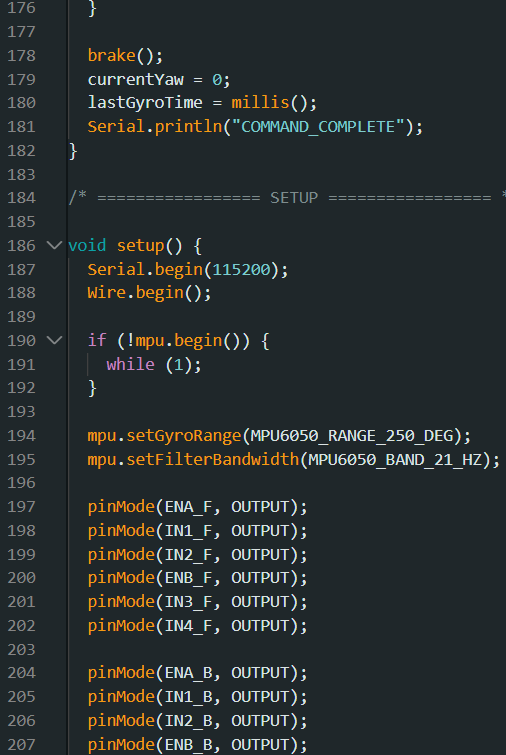 176 }
177
178 brake();
179 currentYaw = 0;
180 lastGyroTime = millis();
181 Serial.println("COMMAND_COMPLETE");
182 }
183
184 /* ================= SETUP ================= *
185
186 void setup() {
187 Serial.begin(115200);
188 Wire.begin();
189
190 if (!mpu.begin()) {
191 while (1);
192 }
193
194 mpu.setGyroRange(MPU6050_RANGE_250_DEG);
195 mpu.setFilterBandwidth(MPU6050_BAND_21_HZ);
196
197 pinMode(ENA_F, OUTPUT);
198 pinMode(IN1_F, OUTPUT);
199 pinMode(IN2_F, OUTPUT);
200 pinMode(ENB_F, OUTPUT);
201 pinMode(IN3_F, OUTPUT);
202 pinMode(IN4_F, OUTPUT);
203
204 pinMode(ENA_B, OUTPUT);
205 pinMode(IN1_B, OUTPUT);
206 pinMode(IN2_B, OUTPUT);
207 pinMode(ENB_B, OUTPUT);